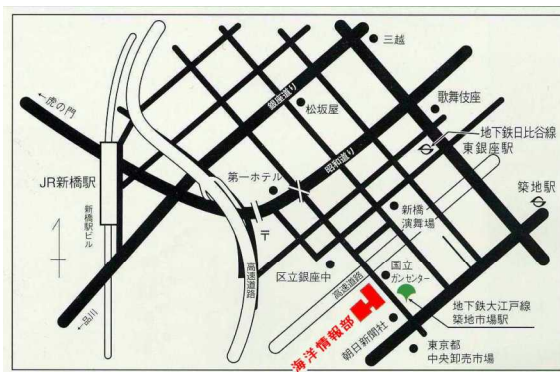 三越
←虎の門
銀座通り
松坂屋
歌舞伎座
地下鉄日比谷線
東銀座駅
昭和通り
JR新橋駅
第一ホテル
築地駅
新橋駅ビル
新橋
演舞場
〒
高速道路
区立銀座中
国立
ガンセンター
高速道路
地下鉄大江戸線
築地市場駅
←品川
海洋情報部
朝日新聞社
東京都
中央卸売市場